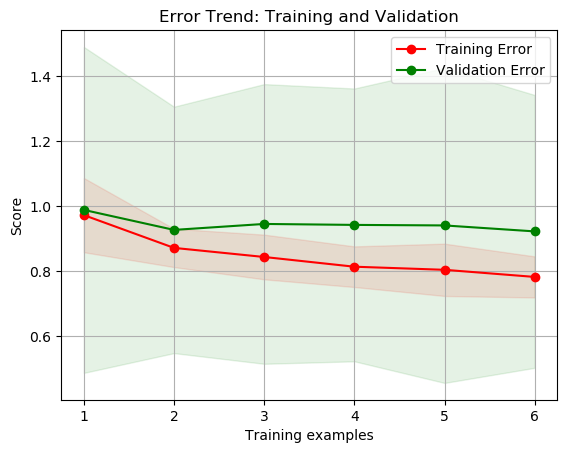 Error Trend: Training and Validation
Training Error
Validation Error
1.4
1.2
1.0
0.8
0.6
Score
1 2 3 4 5 6
Training examples